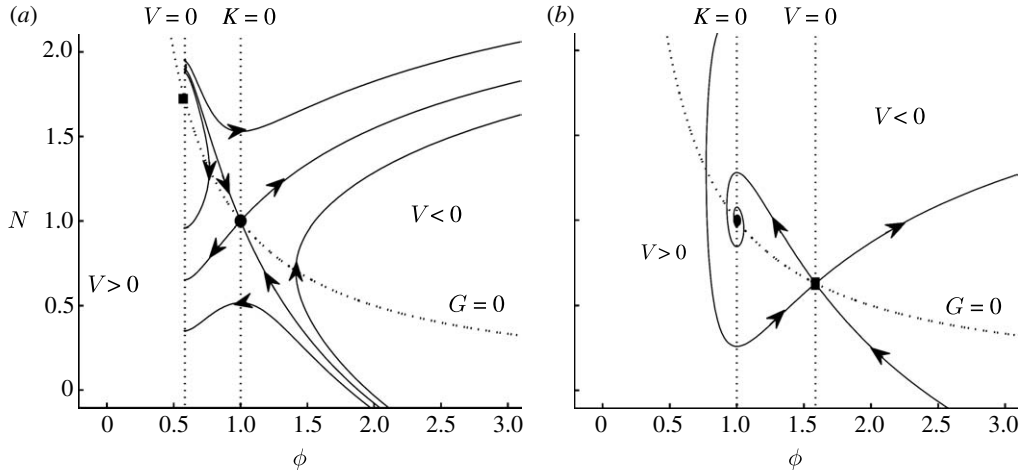 (a)
V = 0
K = 0
2.0
1.5
N
1.0
0.5
0
V > 0
V < 0
G = 0
0
0.5
1.0
1.5
2.0
2.5
3.0
ϕ
(b)
K = 0
V = 0
V < 0
V > 0
G = 0
0
0.5
1.0
1.5
2.0
2.5
3.0
ϕ